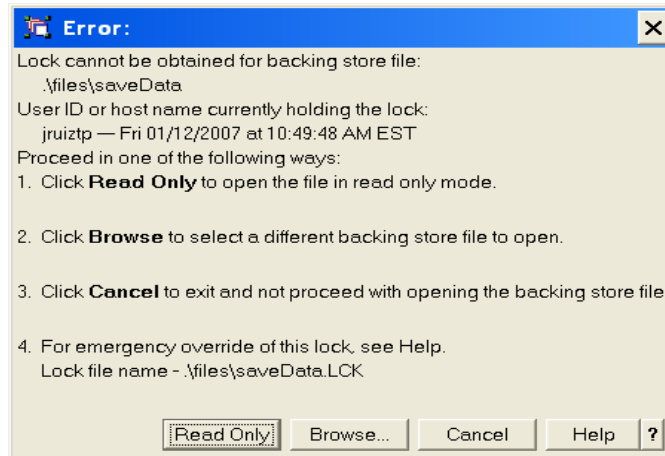 Error:
Lock cannot be obtained for backing store file:
.\files\saveData
User ID or host name currently holding the lock:
jruiztp — Fri 01/12/2007 at 10:49:48 AM EST
Proceed in one of the following ways:
1. Click Read Only to open the file in read only mode.
2. Click Browse to select a different backing store file to open.
3. Click Cancel to exit and not proceed with opening the backing store file
4. For emergency override of this lock, see Help.
Lock file name - .\files\saveData.LCK
Read Only Browse... Cancel Help ?